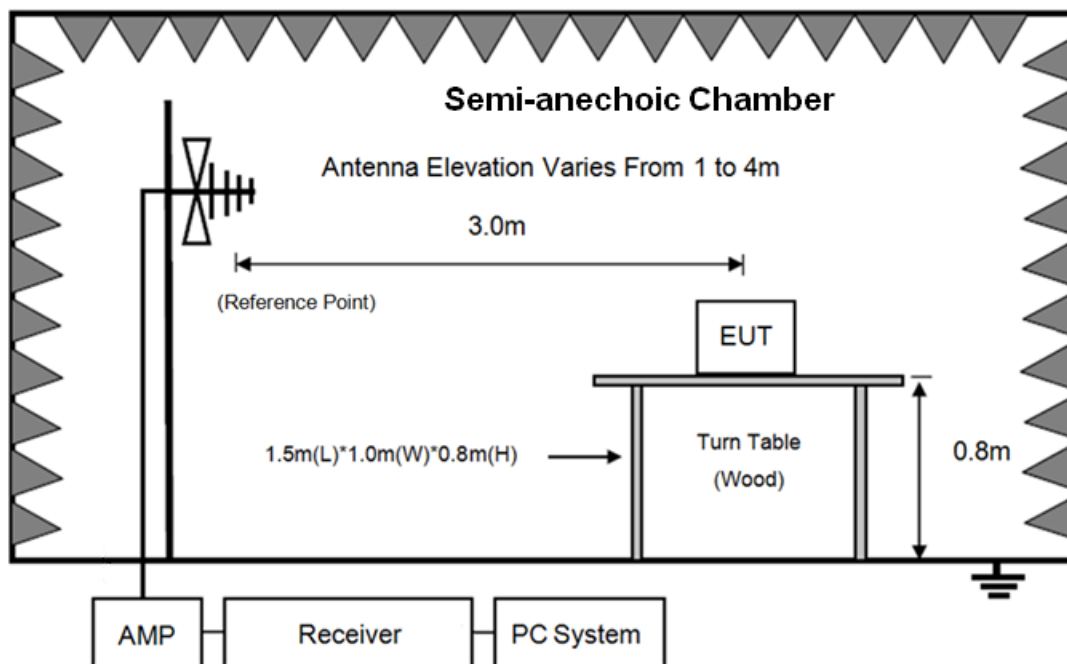 Semi-anechoic Chamber
Antenna Elevation Varies From 1 to 4m
3.0m
(Reference Point)
EUT
1.5m(L)*1.0m(W)*0.8m(H)
Turn Table
(Wood)
0.8m
AMP
Receiver
PC System